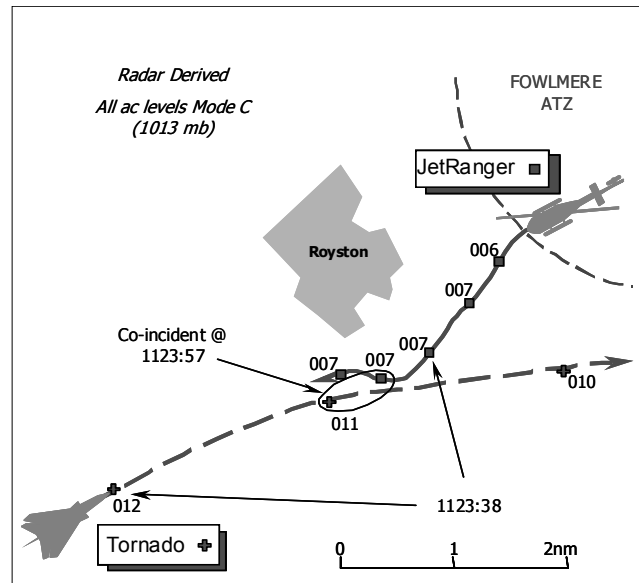 Radar Derived
All ac levels Mode C
(1013 mb)
FOWLMERE
ATZ
JetRanger
Royston
006
007
Co-incident @
1123:57
007
007
007
010
011
012
1123:38
Tornado
0
1
2nm